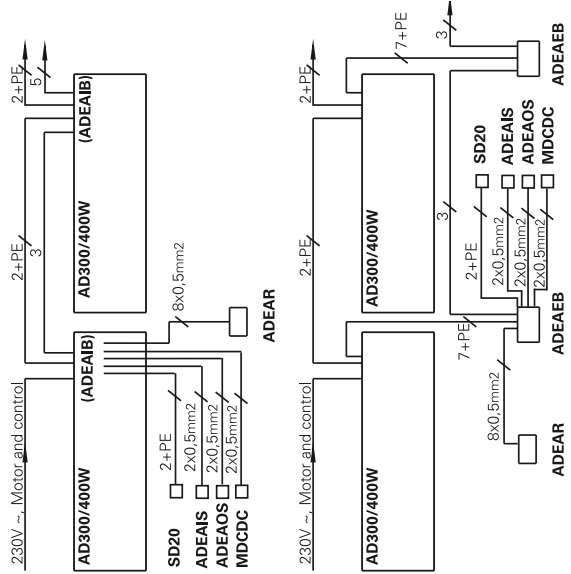 230V ~, Motor and control
AD300/400W
(ADEAIB)
2+PE
3
AD300/400W
(ADEAIB)
2+PE
5
8x0,5mm2
ADEAR
2+PE
2x0,5mm2
2x0,5mm2
2x0,5mm2
SD20
ADEAIS
ADEAOS
MDCDC
230V ~, Motor and control
AD300/400W
2+PE
AD300/400W
2+PE
7+PE
3
ADEAEB
7+PE
3
ADEAEB
2+PE
2x0,5mm2
2x0,5mm2
2x0,5mm2
SD20
ADEAIS
ADEAOS
MDCDC
8x0,5mm2
ADEAR